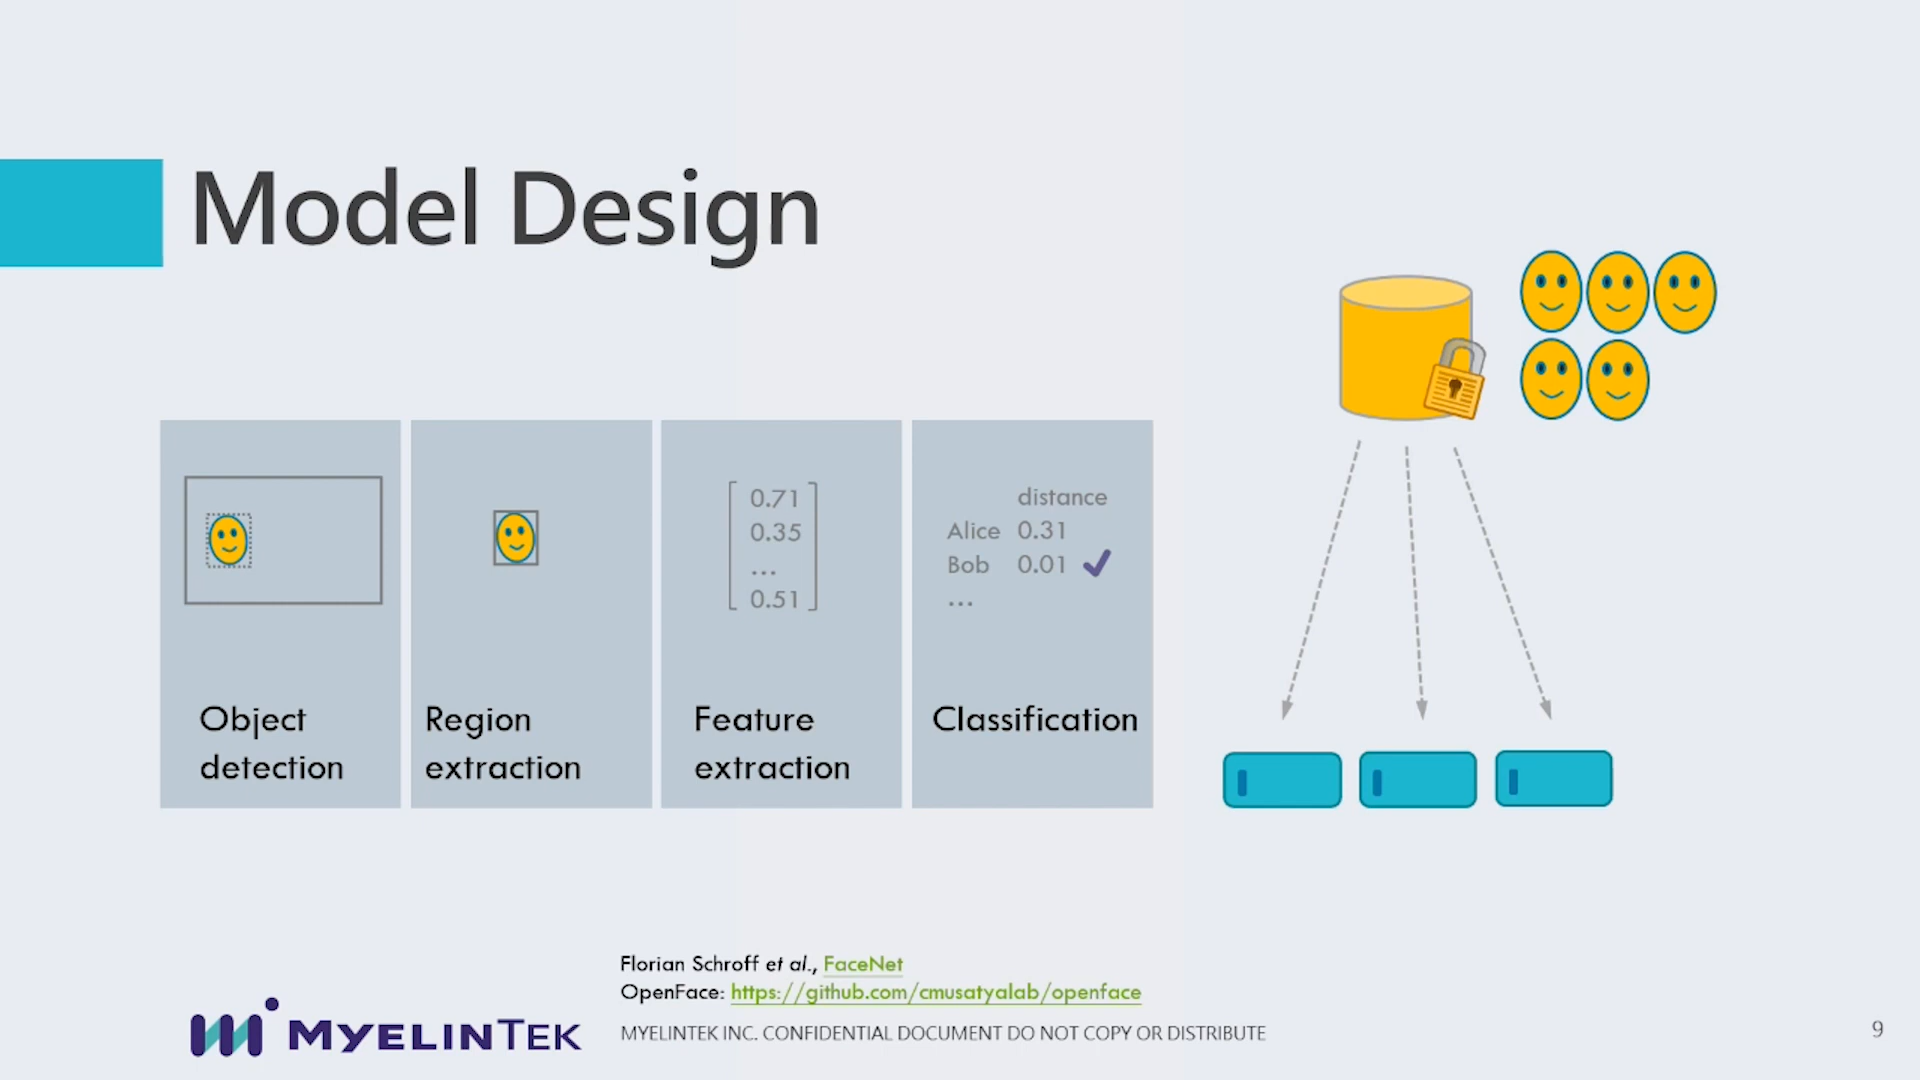 Model Design
0.71
0.35
...
0.51
distance
Alice 0.31
Bob 0.01
...
Object
detection
Region
extraction
Feature
extraction
Classification
Florian Schroff et al., FaceNet
OpenFace: https://github.com/cmusatyalab/openface
MYELINTEK
MYELINTEK INC. CONFIDENTIAL DOCUMENT DO NOT COPY OR DISTRIBUTE
9